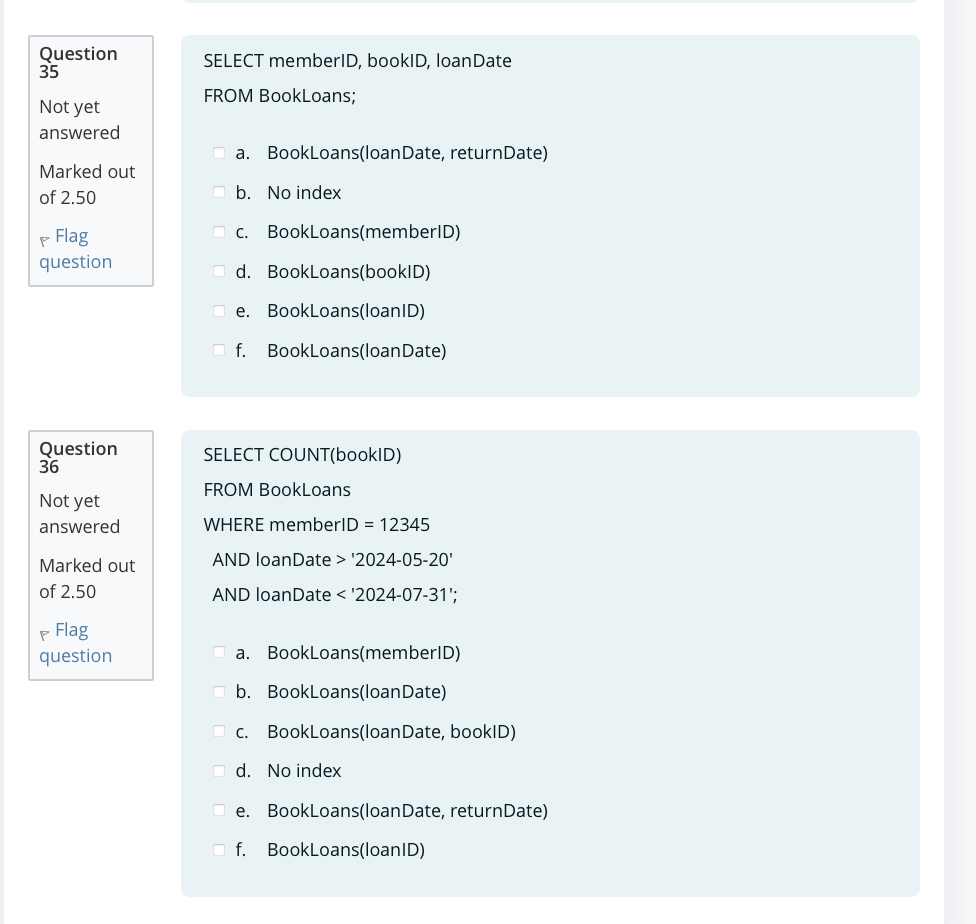 Question
35
Not yet
answered
Marked out
of 2.50
Flag
question
SELECT memberID, bookID, loanDate
FROM BookLoans;
a. BookLoans(loanDate, returnDate)
b. No index
c. BookLoans(memberID)
d. BookLoans(bookID)
e. BookLoans(loanID)
f. BookLoans(loanDate)
Question
36
Not yet
answered
Marked out
of 2.50
Flag
question
SELECT COUNT(bookID)
FROM BookLoans
WHERE memberID = 12345
AND loanDate > '2024-05-20'
AND loanDate < '2024-07-31';
a. BookLoans(memberID)
b. BookLoans(loanDate)
c. BookLoans(loanDate, bookID)
d. No index
e. BookLoans(loanDate, returnDate)
f. BookLoans(loanID)